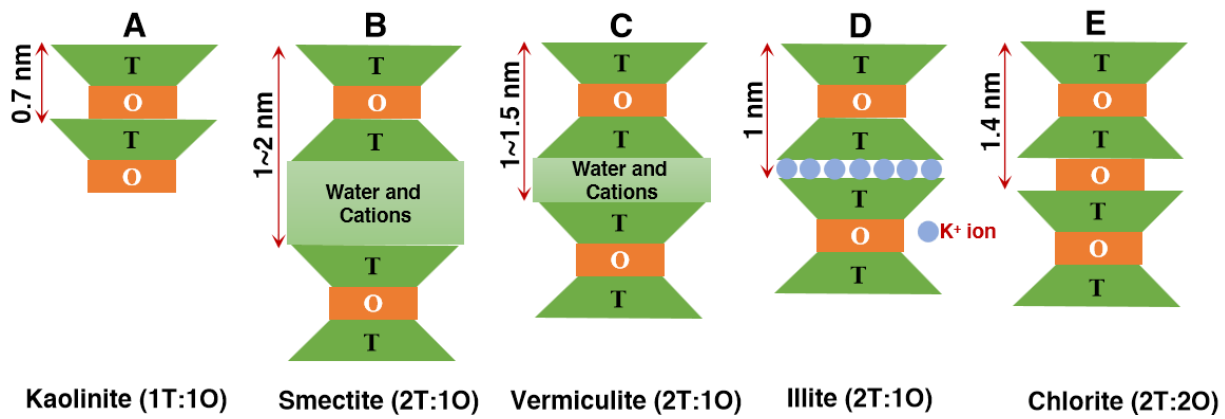 A
B
C
D
E
0.7 nm
T
O
T
O
1~2 nm
T
O
T
Water and
Cations
T
O
T
1~1.5 nm
T
O
T
Water and
Cations
T
O
T
1 nm
T
O
T
T
O
T
K⁺ ion
1.4 nm
T
O
T
O
T
O
T
Kaolinite (1T:1O)
Smectite (2T:1O)
Vermiculite (2T:1O)
Illite (2T:1O)
Chlorite (2T:2O)